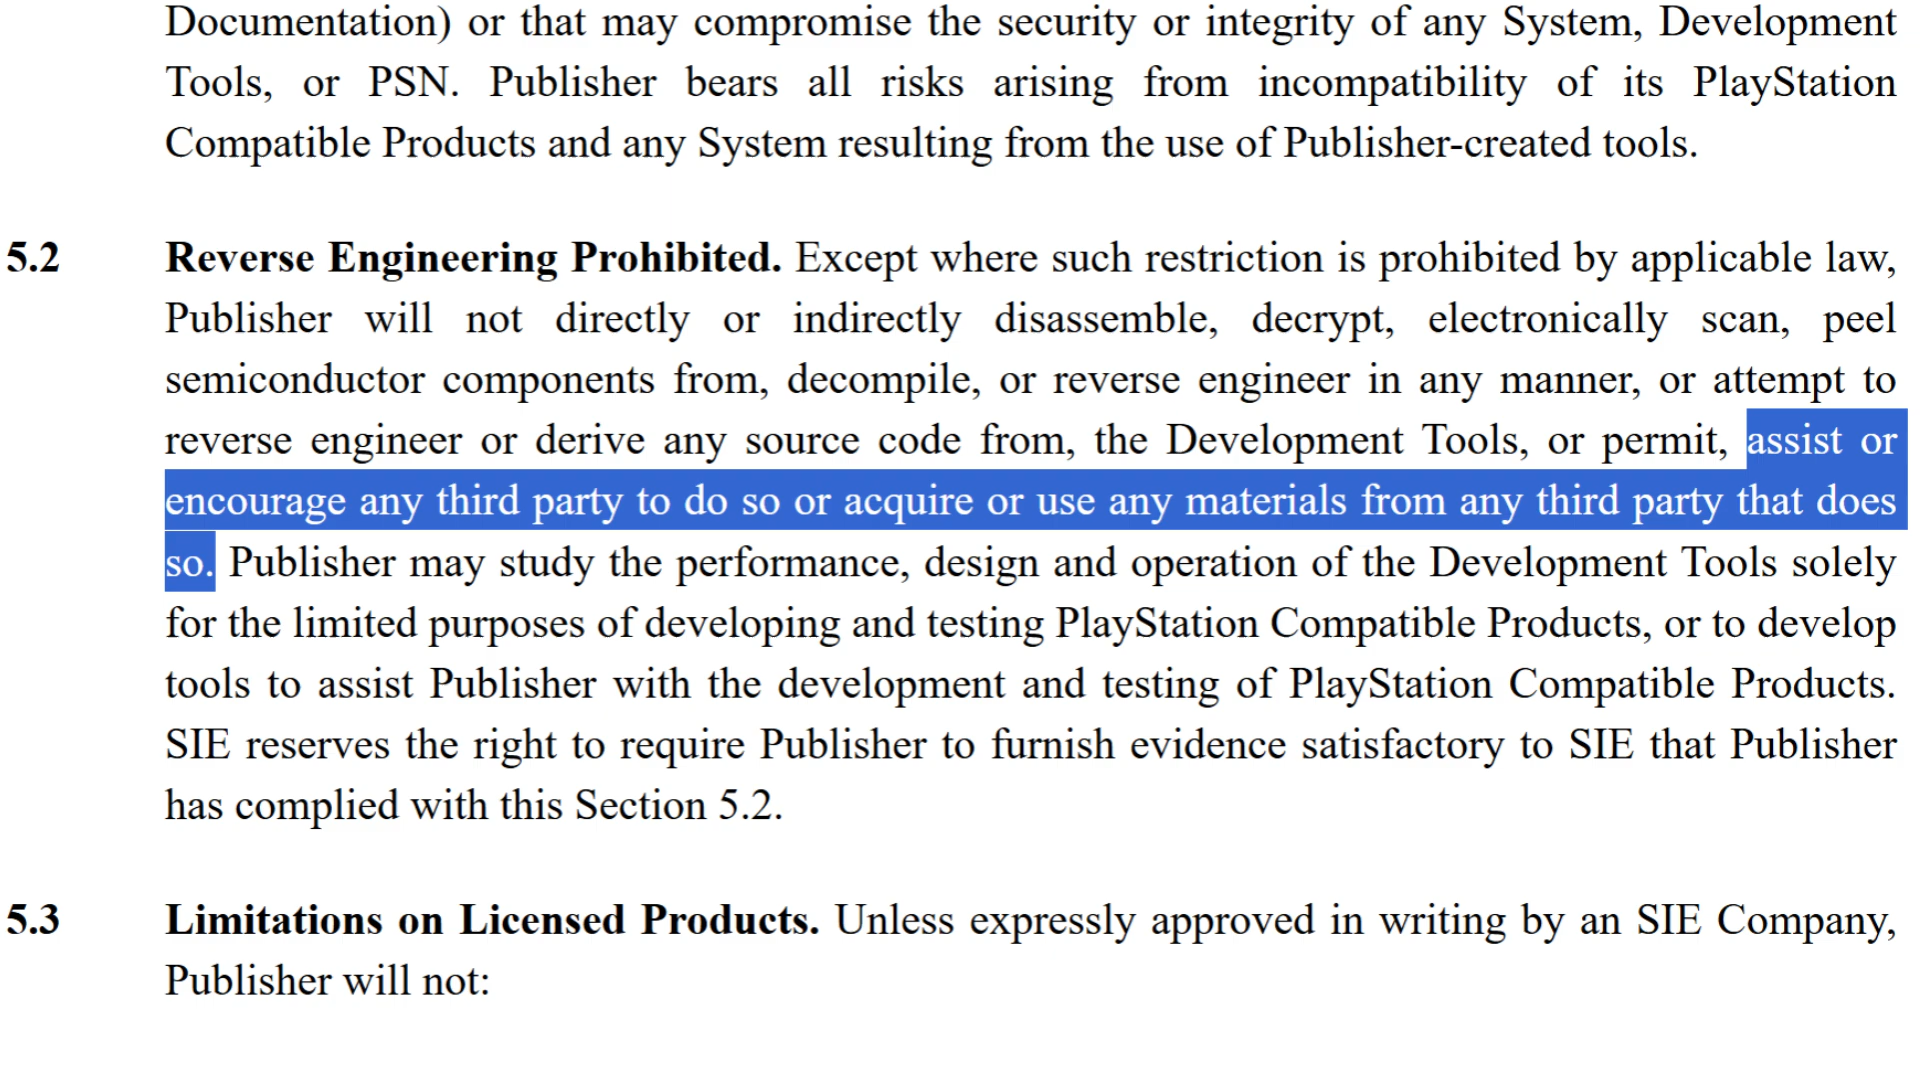 Documentation) or that may compromise the security or integrity of any System, Development
Tools, or PSN. Publisher bears all risks arising from incompatibility of its PlayStation
Compatible Products and any System resulting from the use of Publisher-created tools.
5.2 Reverse Engineering Prohibited. Except where such restriction is prohibited by applicable law,
Publisher will not directly or indirectly disassemble, decrypt, electronically scan, peel
semiconductor components from, decompile, or reverse engineer in any manner, or attempt to
reverse engineer or derive any source code from, the Development Tools, or permit, assist or
encourage any third party to do so or acquire or use any materials from any third party that does
so. Publisher may study the performance, design and operation of the Development Tools solely
for the limited purposes of developing and testing PlayStation Compatible Products, or to develop
tools to assist Publisher with the development and testing of PlayStation Compatible Products.
SIE reserves the right to require Publisher to furnish evidence satisfactory to SIE that Publisher
has complied with this Section 5.2.
5.3 Limitations on Licensed Products. Unless expressly approved in writing by an SIE Company,
Publisher will not: